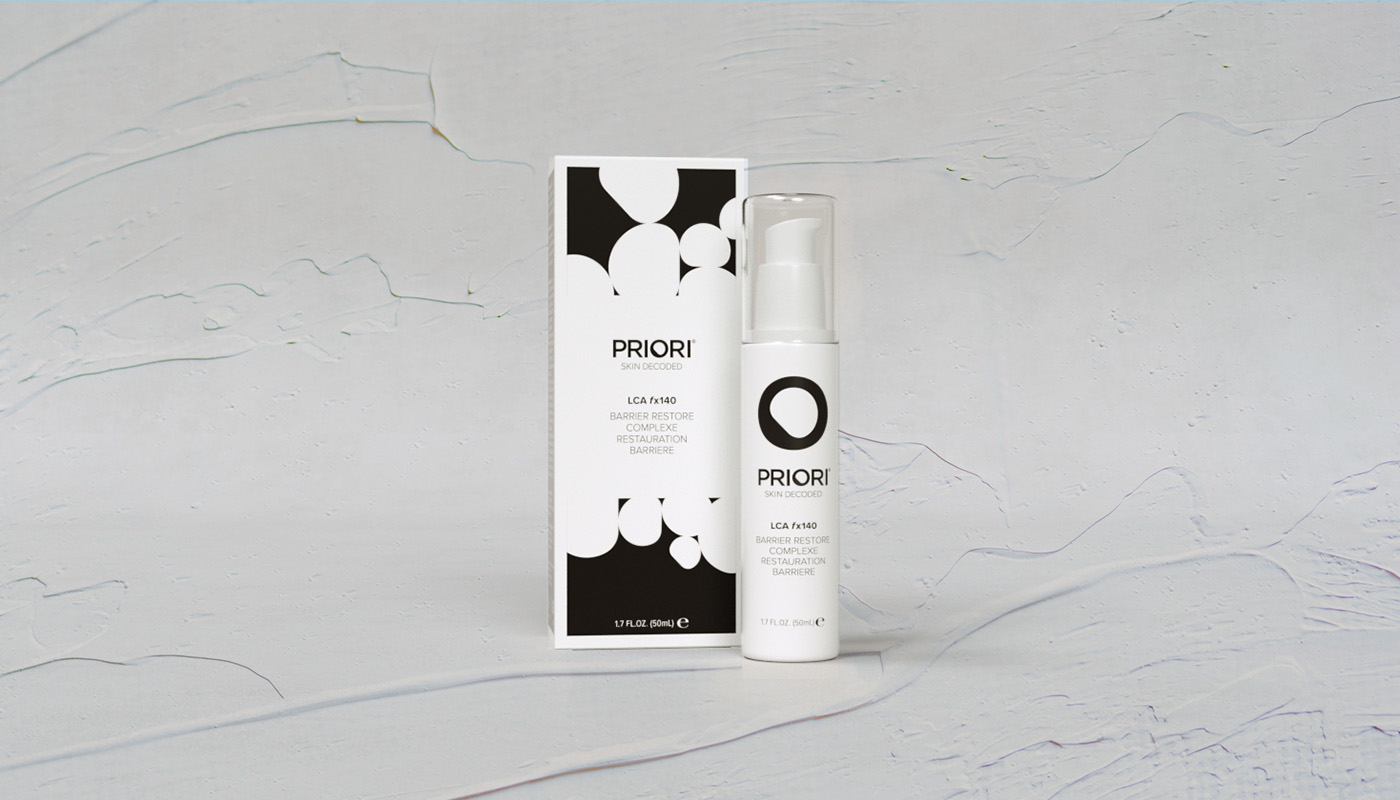 PRIORI®
SKIN DECODED
LCA fx140
BARRIER RESTORE
COMPLEXE
RESTAURATION
BARRIERE
1.7 FL.OZ. (50mL) ℮
PRIORI®
SKIN DECODED
LCA fx140
BARRIER RESTORE
COMPLEXE
RESTAURATION
BARRIERE
1.7 FL.OZ. (50mL) ℮